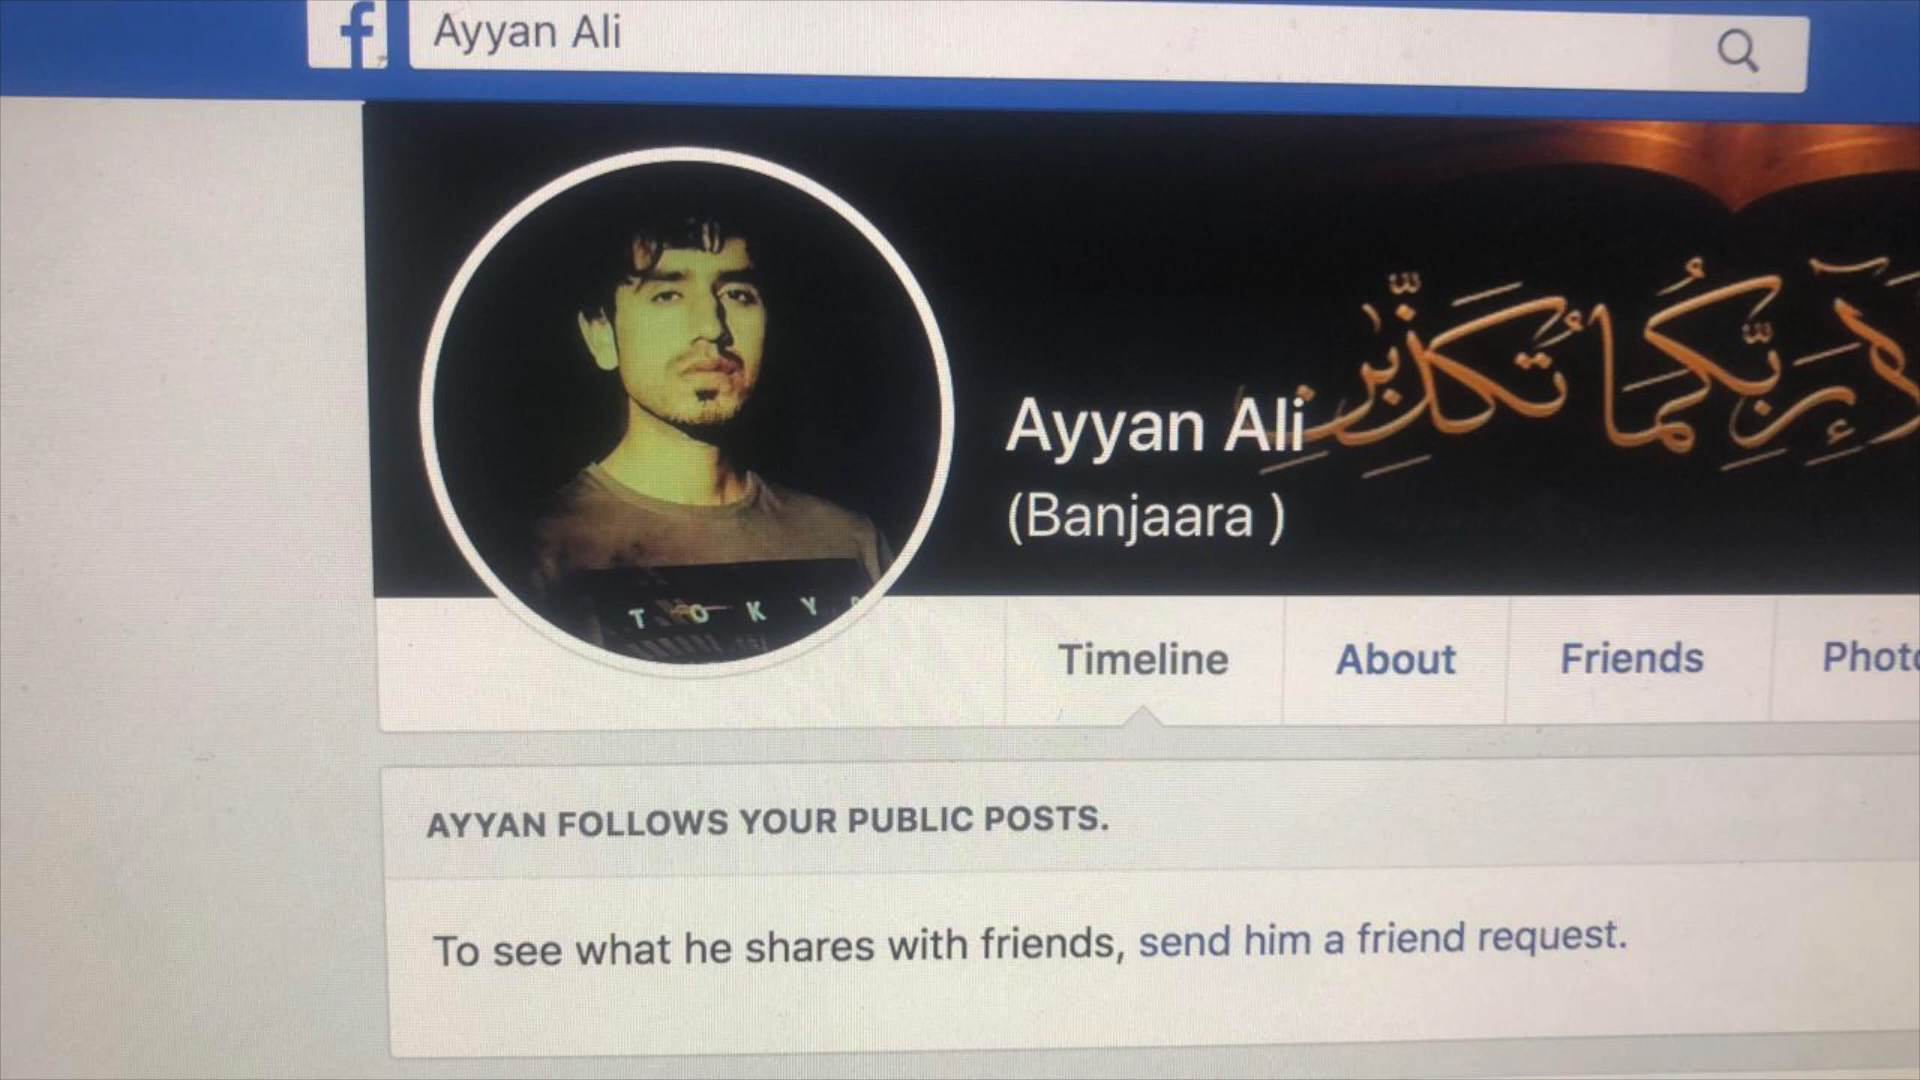 f
Ayyan Ali
Ayyan Ali
(Banjaara )
رَبِّكُمَا تُكَذِّبَ
T O K Y
Timeline
About
Friends
AYYAN FOLLOWS YOUR PUBLIC POSTS.
To see what he shares with friends, send him a friend request.